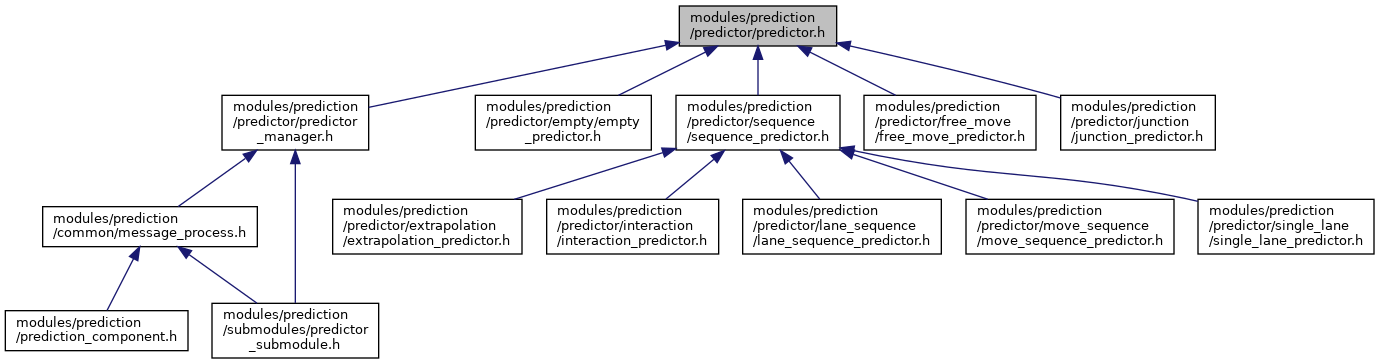 modules/prediction
/predictor/predictor.h
modules/prediction
/predictor/predictor
_manager.h
modules/prediction
/predictor/empty/empty
_predictor.h
modules/prediction
/predictor/sequence
/sequence_predictor.h
modules/prediction
/predictor/free_move
/free_move_predictor.h
modules/prediction
/predictor/junction
/junction_predictor.h
modules/prediction
/common/message_process.h
modules/prediction
/predictor/extrapolation
/extrapolation_predictor.h
modules/prediction
/predictor/interaction
/interaction_predictor.h
modules/prediction
/predictor/lane_sequence
/lane_sequence_predictor.h
modules/prediction
/predictor/move_sequence
/move_sequence_predictor.h
modules/prediction
/predictor/single_lane
/single_lane_predictor.h
modules/prediction
/prediction_component.h
modules/prediction
/submodules/predictor
_submodule.h